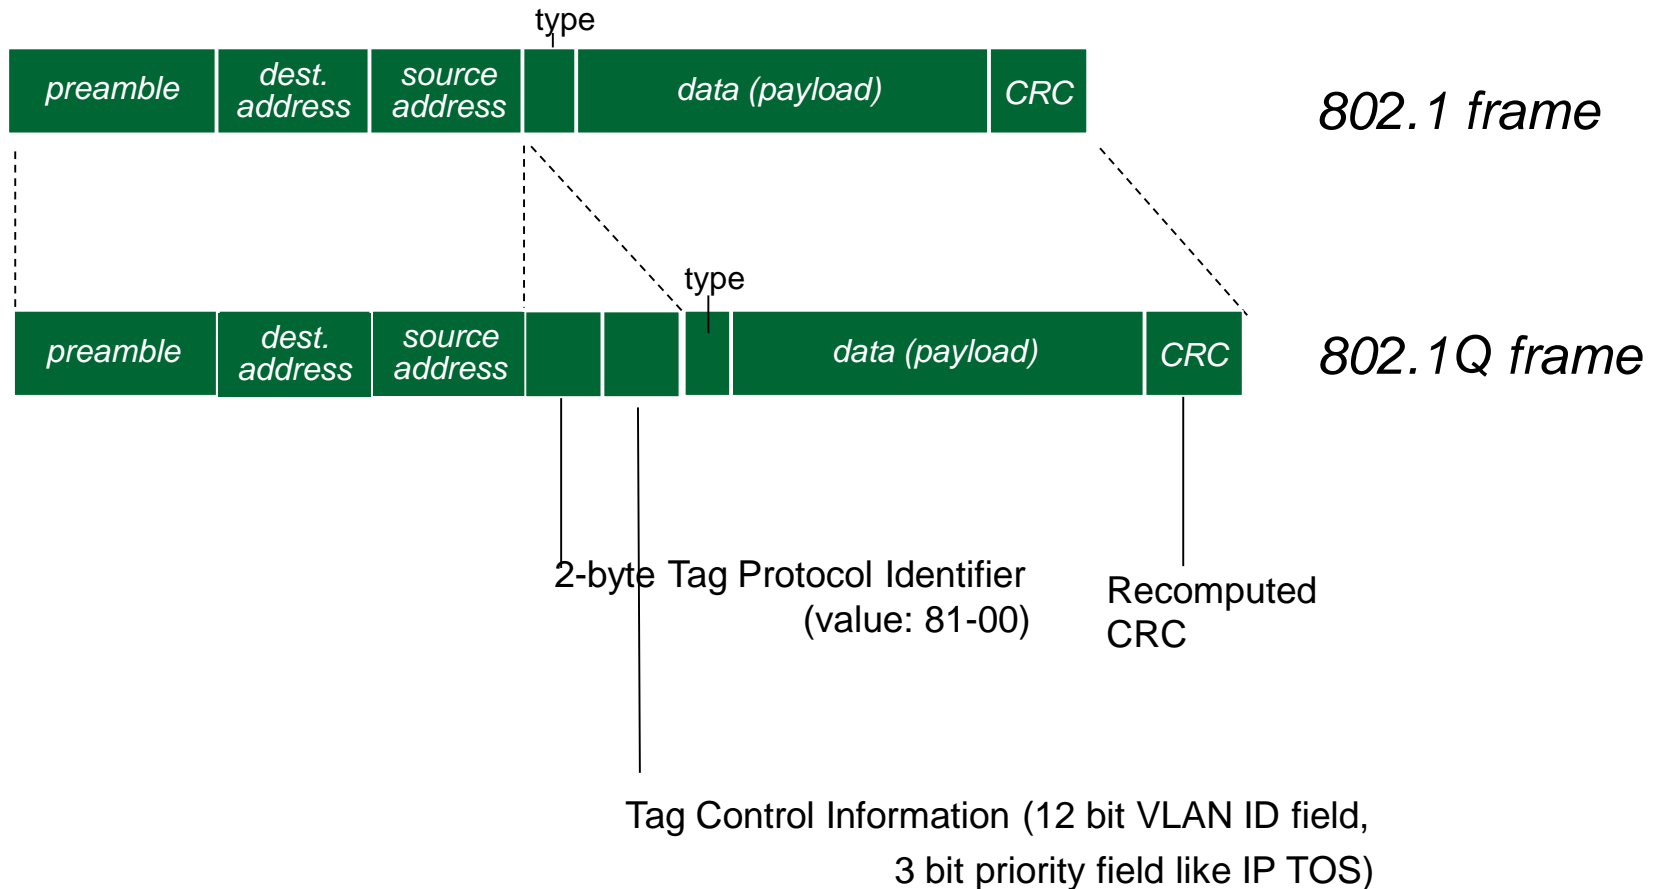 type
preamble
dest.
address
source
address
data (payload)
CRC
802.1 frame
type
preamble
dest.
address
source
address
data (payload)
CRC
802.1Q frame
2-byte Tag Protocol Identifier
(value: 81-00)
Recomputed
CRC
Tag Control Information (12 bit VLAN ID field,
3 bit priority field like IP TOS)